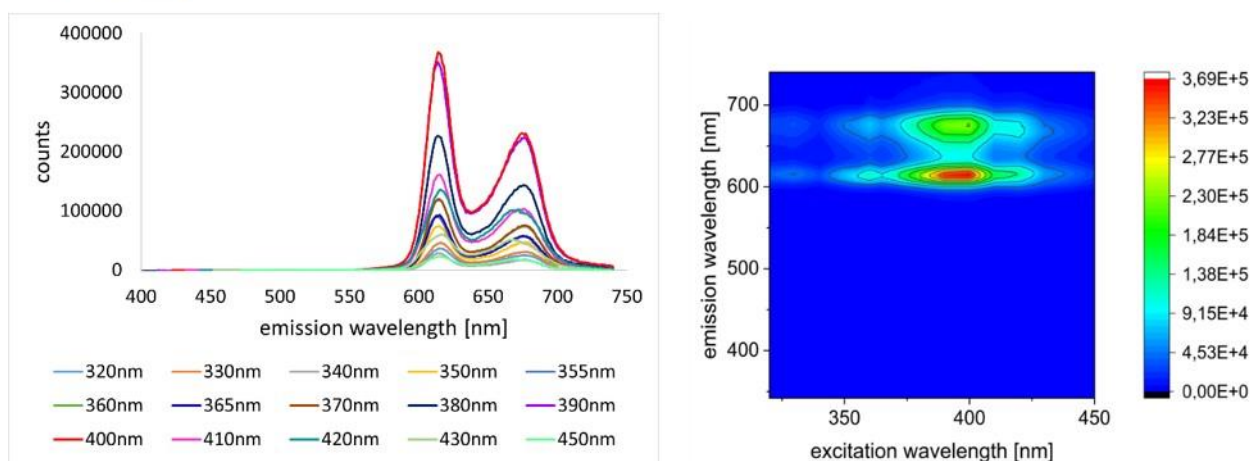 400000
300000
200000
100000
0
counts
400 450 500 550 600 650 700 750
emission wavelength [nm]
320nm 330nm 340nm 350nm 355nm
360nm 365nm 370nm 380nm 390nm
400nm 410nm 420nm 430nm 450nm
700
600
500
400
emission wavelength [nm]
350 400 450
excitation wavelength [nm]
3,69E+5
3,23E+5
2,77E+5
2,30E+5
1,84E+5
1,38E+5
9,15E+4
4,53E+4
0,00E+0